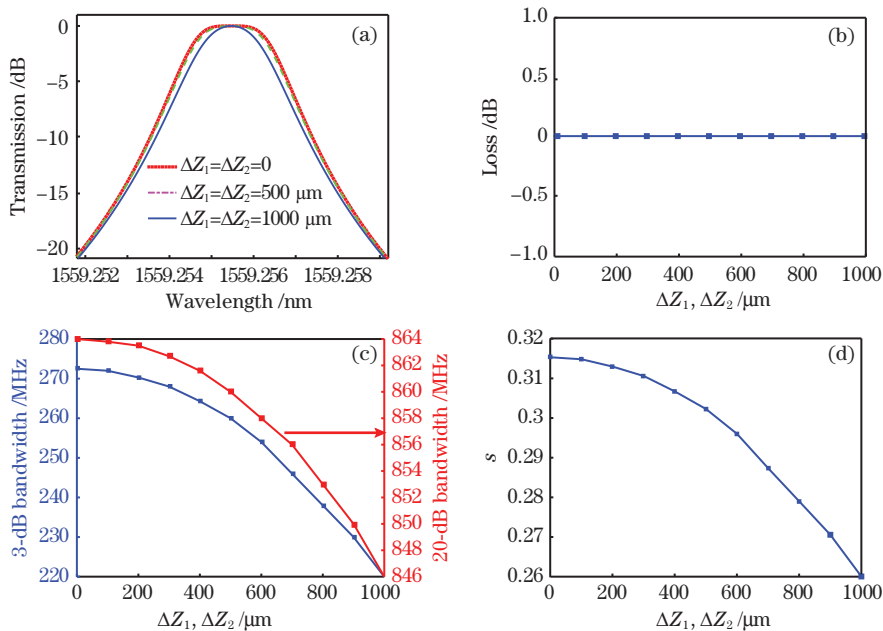 (a)
Transmission /dB
0
−5
−10
−15
−20
ΔZ1=ΔZ2=0
ΔZ1=ΔZ2=500 μm
ΔZ1=ΔZ2=1000 μm
1559.252 1559.254 1559.256 1559.258
Wavelength /nm
(b)
Loss /dB
1.0
0.5
0
−0.5
−1.0
0 200 400 600 800 1000
ΔZ1, ΔZ2 /μm
(c)
3-dB bandwidth /MHz
280
270
260
250
240
230
220
864
862
860
858
856
854
852
850
848
846
20-dB bandwidth /MHz
0 200 400 600 800 1000
ΔZ1, ΔZ2 /μm
(d)
s
0.32
0.31
0.3
0.29
0.28
0.27
0.26
0 200 400 600 800 1000
ΔZ1, ΔZ2 /μm